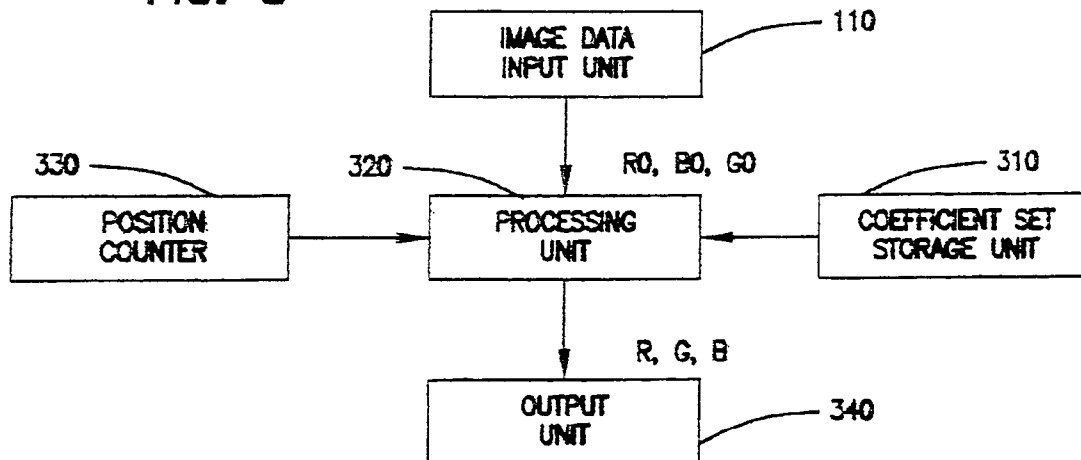 IMAGE DATA
INPUT UNIT
110
330
320
R0, B0, G0
310
POSITION
COUNTER
PROCESSING
UNIT
COEFFICIENT SET
STORAGE UNIT
R, G, B
OUTPUT
UNIT
340